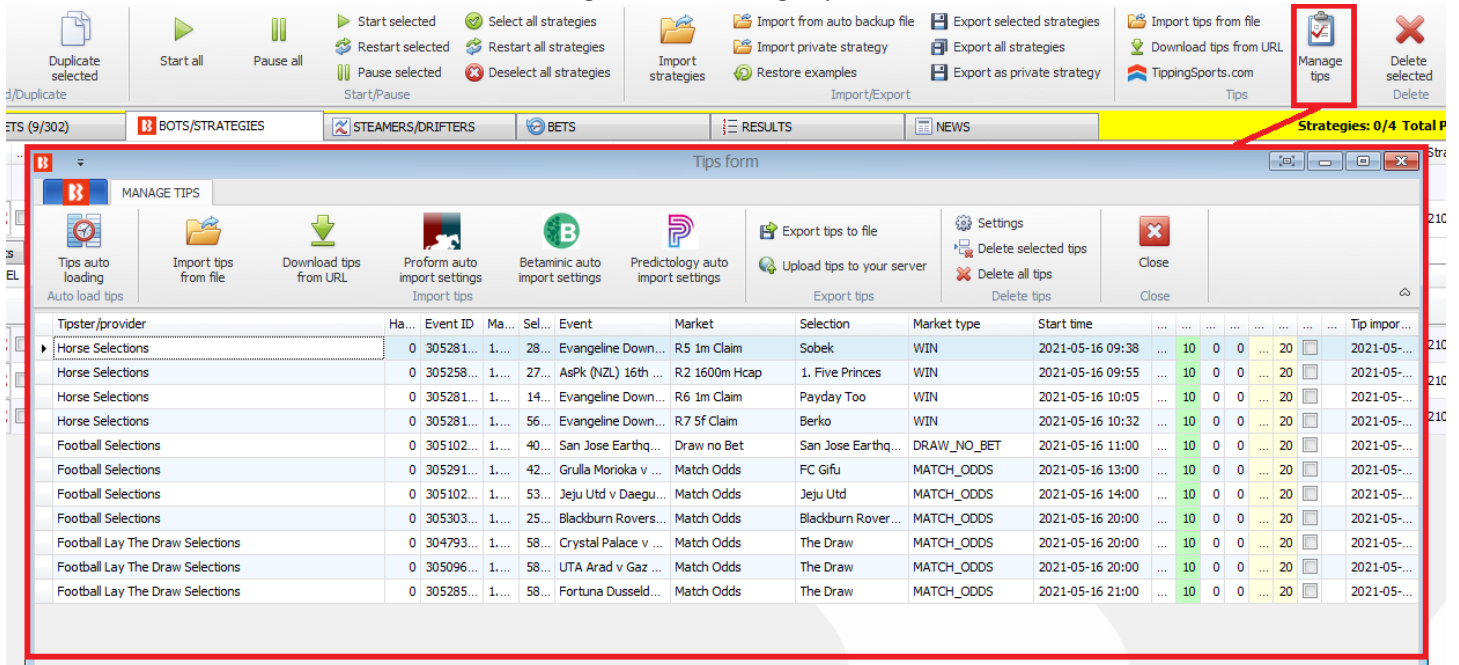 Start selected Select all strategies Import from auto backup file Export selected strategies Import tips from file
Duplicate selected Start all Pause all Restart selected Restart all strategies Import strategies Import private strategy Export all strategies Download tips from URL Manage tips Delete selected
Pause selected Deselect all strategies Restore examples Export as private strategy TippingSports.com
d/Duplicate Start/Pause Import/Export Tips Delete
ETS (9/302) BOTS/STRATEGIES STEAMERS/DRIFTERS BETS RESULTS NEWS Strategies: 0/4 Total P
Tips form
MANAGE TIPS
Tips auto loading Import tips from file Download tips from URL Proform auto import settings Betaminic auto import settings Predictology auto import settings Export tips to file Settings Close
Upload tips to your server Delete selected tips
Delete all tips
Auto load tips Import tips Export tips Delete tips Close
Tipster/provider Ha... Event ID Ma... Sel... Event Market Selection Market type Start time ... ... ... ... ... ... ... ... Tip impor...
Horse Selections 0 305281... 1.... 28... Evangeline Down... R5 1m Claim Sobek WIN 2021-05-16 09:38 ... 10 0 0 ... 20 2021-05-...
Horse Selections 0 305258... 1.... 27... AsPk (NZL) 16th ... R2 1600m Hcap 1. Five Princes WIN 2021-05-16 09:55 ... 10 0 0 ... 20 2021-05-...
Horse Selections 0 305281... 1.... 14... Evangeline Down... R6 1m Claim Payday Too WIN 2021-05-16 10:05 ... 10 0 0 ... 20 2021-05-...
Horse Selections 0 305281... 1.... 56... Evangeline Down... R7 5f Claim Berko WIN 2021-05-16 10:32 ... 10 0 0 ... 20 2021-05-...
Football Selections 0 305102... 1.... 40... San Jose Earthq... Draw no Bet San Jose Earthq... DRAW_NO_BET 2021-05-16 11:00 ... 10 0 0 ... 20 2021-05-...
Football Selections 0 305291... 1.... 42... Grulla Morioka v ... Match Odds FC Gifu MATCH_ODDS 2021-05-16 13:00 ... 10 0 0 ... 20 2021-05-...
Football Selections 0 305102... 1.... 53... Jeju Utd v Daegu... Match Odds Jeju Utd MATCH_ODDS 2021-05-16 14:00 ... 10 0 0 ... 20 2021-05-...
Football Selections 0 305303... 1.... 25... Blackburn Rovers... Match Odds Blackburn Rover... MATCH_ODDS 2021-05-16 20:00 ... 10 0 0 ... 20 2021-05-...
Football Lay The Draw Selections 0 304793... 1.... 58... Crystal Palace v ... Match Odds The Draw MATCH_ODDS 2021-05-16 20:00 ... 10 0 0 ... 20 2021-05-...
Football Lay The Draw Selections 0 305096... 1.... 58... UTA Arad v Gaz ... Match Odds The Draw MATCH_ODDS 2021-05-16 20:00 ... 10 0 0 ... 20 2021-05-...
Football Lay The Draw Selections 0 305285... 1.... 58... Fortuna Dusseld... Match Odds The Draw MATCH_ODDS 2021-05-16 21:00 ... 10 0 0 ... 20 2021-05-...